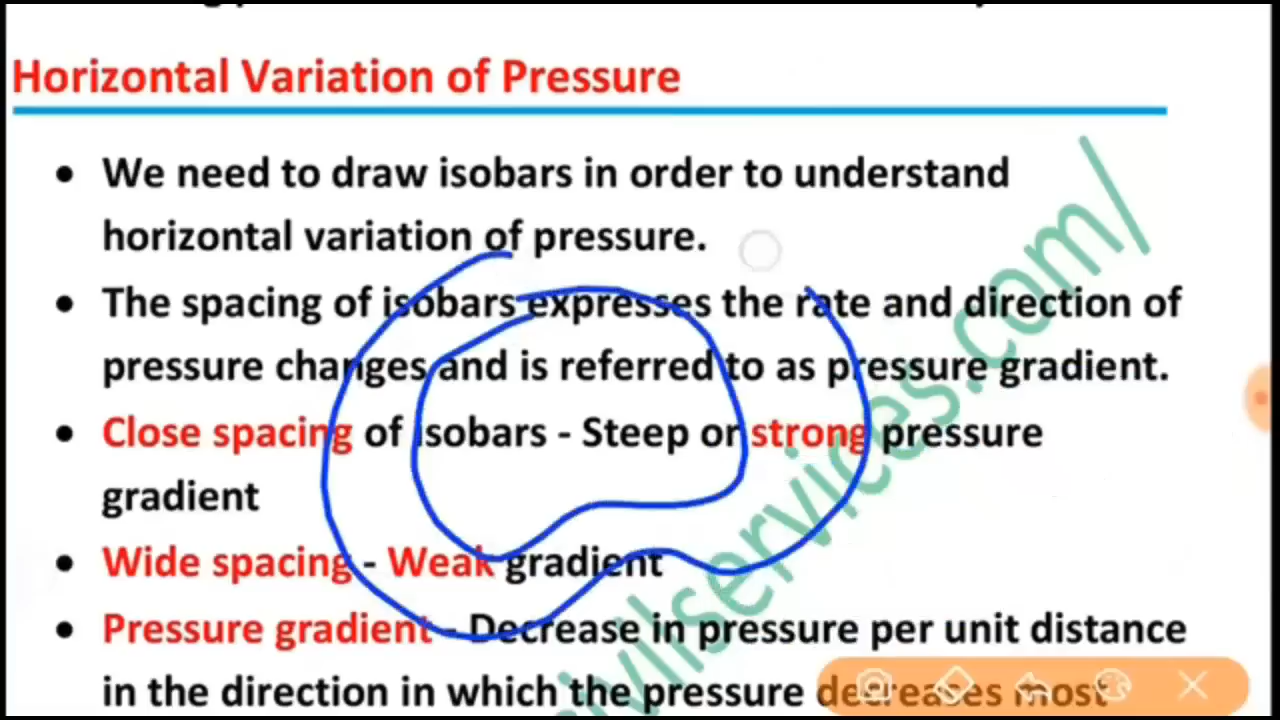 Horizontal Variation of Pressure
• We need to draw isobars in order to understand
horizontal variation of pressure.
• The spacing of isobars expresses the rate and direction of
pressure changes and is referred to as pressure gradient.
• Close spacing of isobars - Steep or strong pressure
gradient
• Wide spacing - Weak gradient
• Pressure gradient - Decrease in pressure per unit distance
in the direction in which the pressure decreases most
civilservices.com/